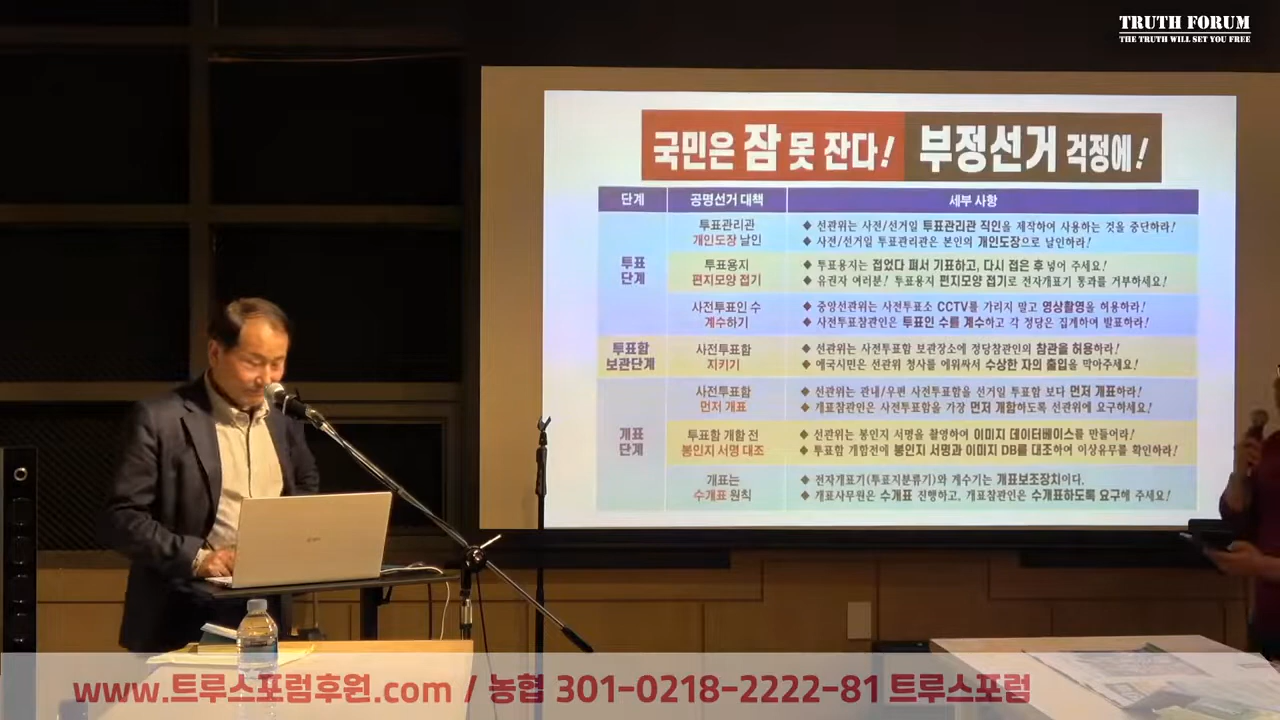 TRUTH FORUM
THE TRUTH WILL SET YOU FREE
국민은 잠 못 잔다! 부정선거 걱정에!
단계 공명선거 대책 세부 사항
투표
단계
투표관리관
개인도장 날인
◆ 선관위는 사전/선거일 투표관리관 직인을 제작하여 사용하는 것을 중단하라!
◆ 사전/선거일 투표관리관은 본인의 개인도장으로 날인하라!
투표용지
편지모양 접기
◆ 투표용지는 접었다 펴서 기표하고, 다시 접은 후 넣어 주세요!
◆ 유권자 여러분! 투표용지 편지모양 접기로 전자개표기 통과를 거부하세요!
사전투표인 수
계수하기
◆ 중앙선관위는 사전투표소 CCTV를 가리지 말고 영상촬영을 허용하라!
◆ 사전투표참관인은 투표인 수를 계수하고 각 정당은 집계하여 발표하라!
투표함
보관단계
사전투표함
지키기
◆ 선관위는 사전투표함 보관장소에 정당참관인의 참관을 허용하라!
◆ 애국시민은 선관위 청사를 에워싸서 수상한 자의 출입을 막아주세요!
개표
단계
사전투표함
먼저 개표
◆ 선관위는 관내/우편 사전투표함을 선거일 투표함 보다 먼저 개표하라!
◆ 개표참관인은 사전투표함을 가장 먼저 개함하도록 선관위에 요구하세요!
투표함 개함 전
봉인지 서명 대조
◆ 선관위는 봉인지 서명을 촬영하여 이미지 데이터베이스를 만들어라!
◆ 투표함 개함전에 봉인지 서명과 이미지 DB를 대조하여 이상유무를 확인하라!
개표는
수개표 원칙
◆ 전자개표기(투표지분류기)와 계수기는 개표보조장치이다.
◆ 개표사무원은 수개표 진행하고, 개표참관인은 수개표하도록 요구해 주세요!
www.트루스포럼후원.com / 농협 301-0218-2222-81 트루스포럼